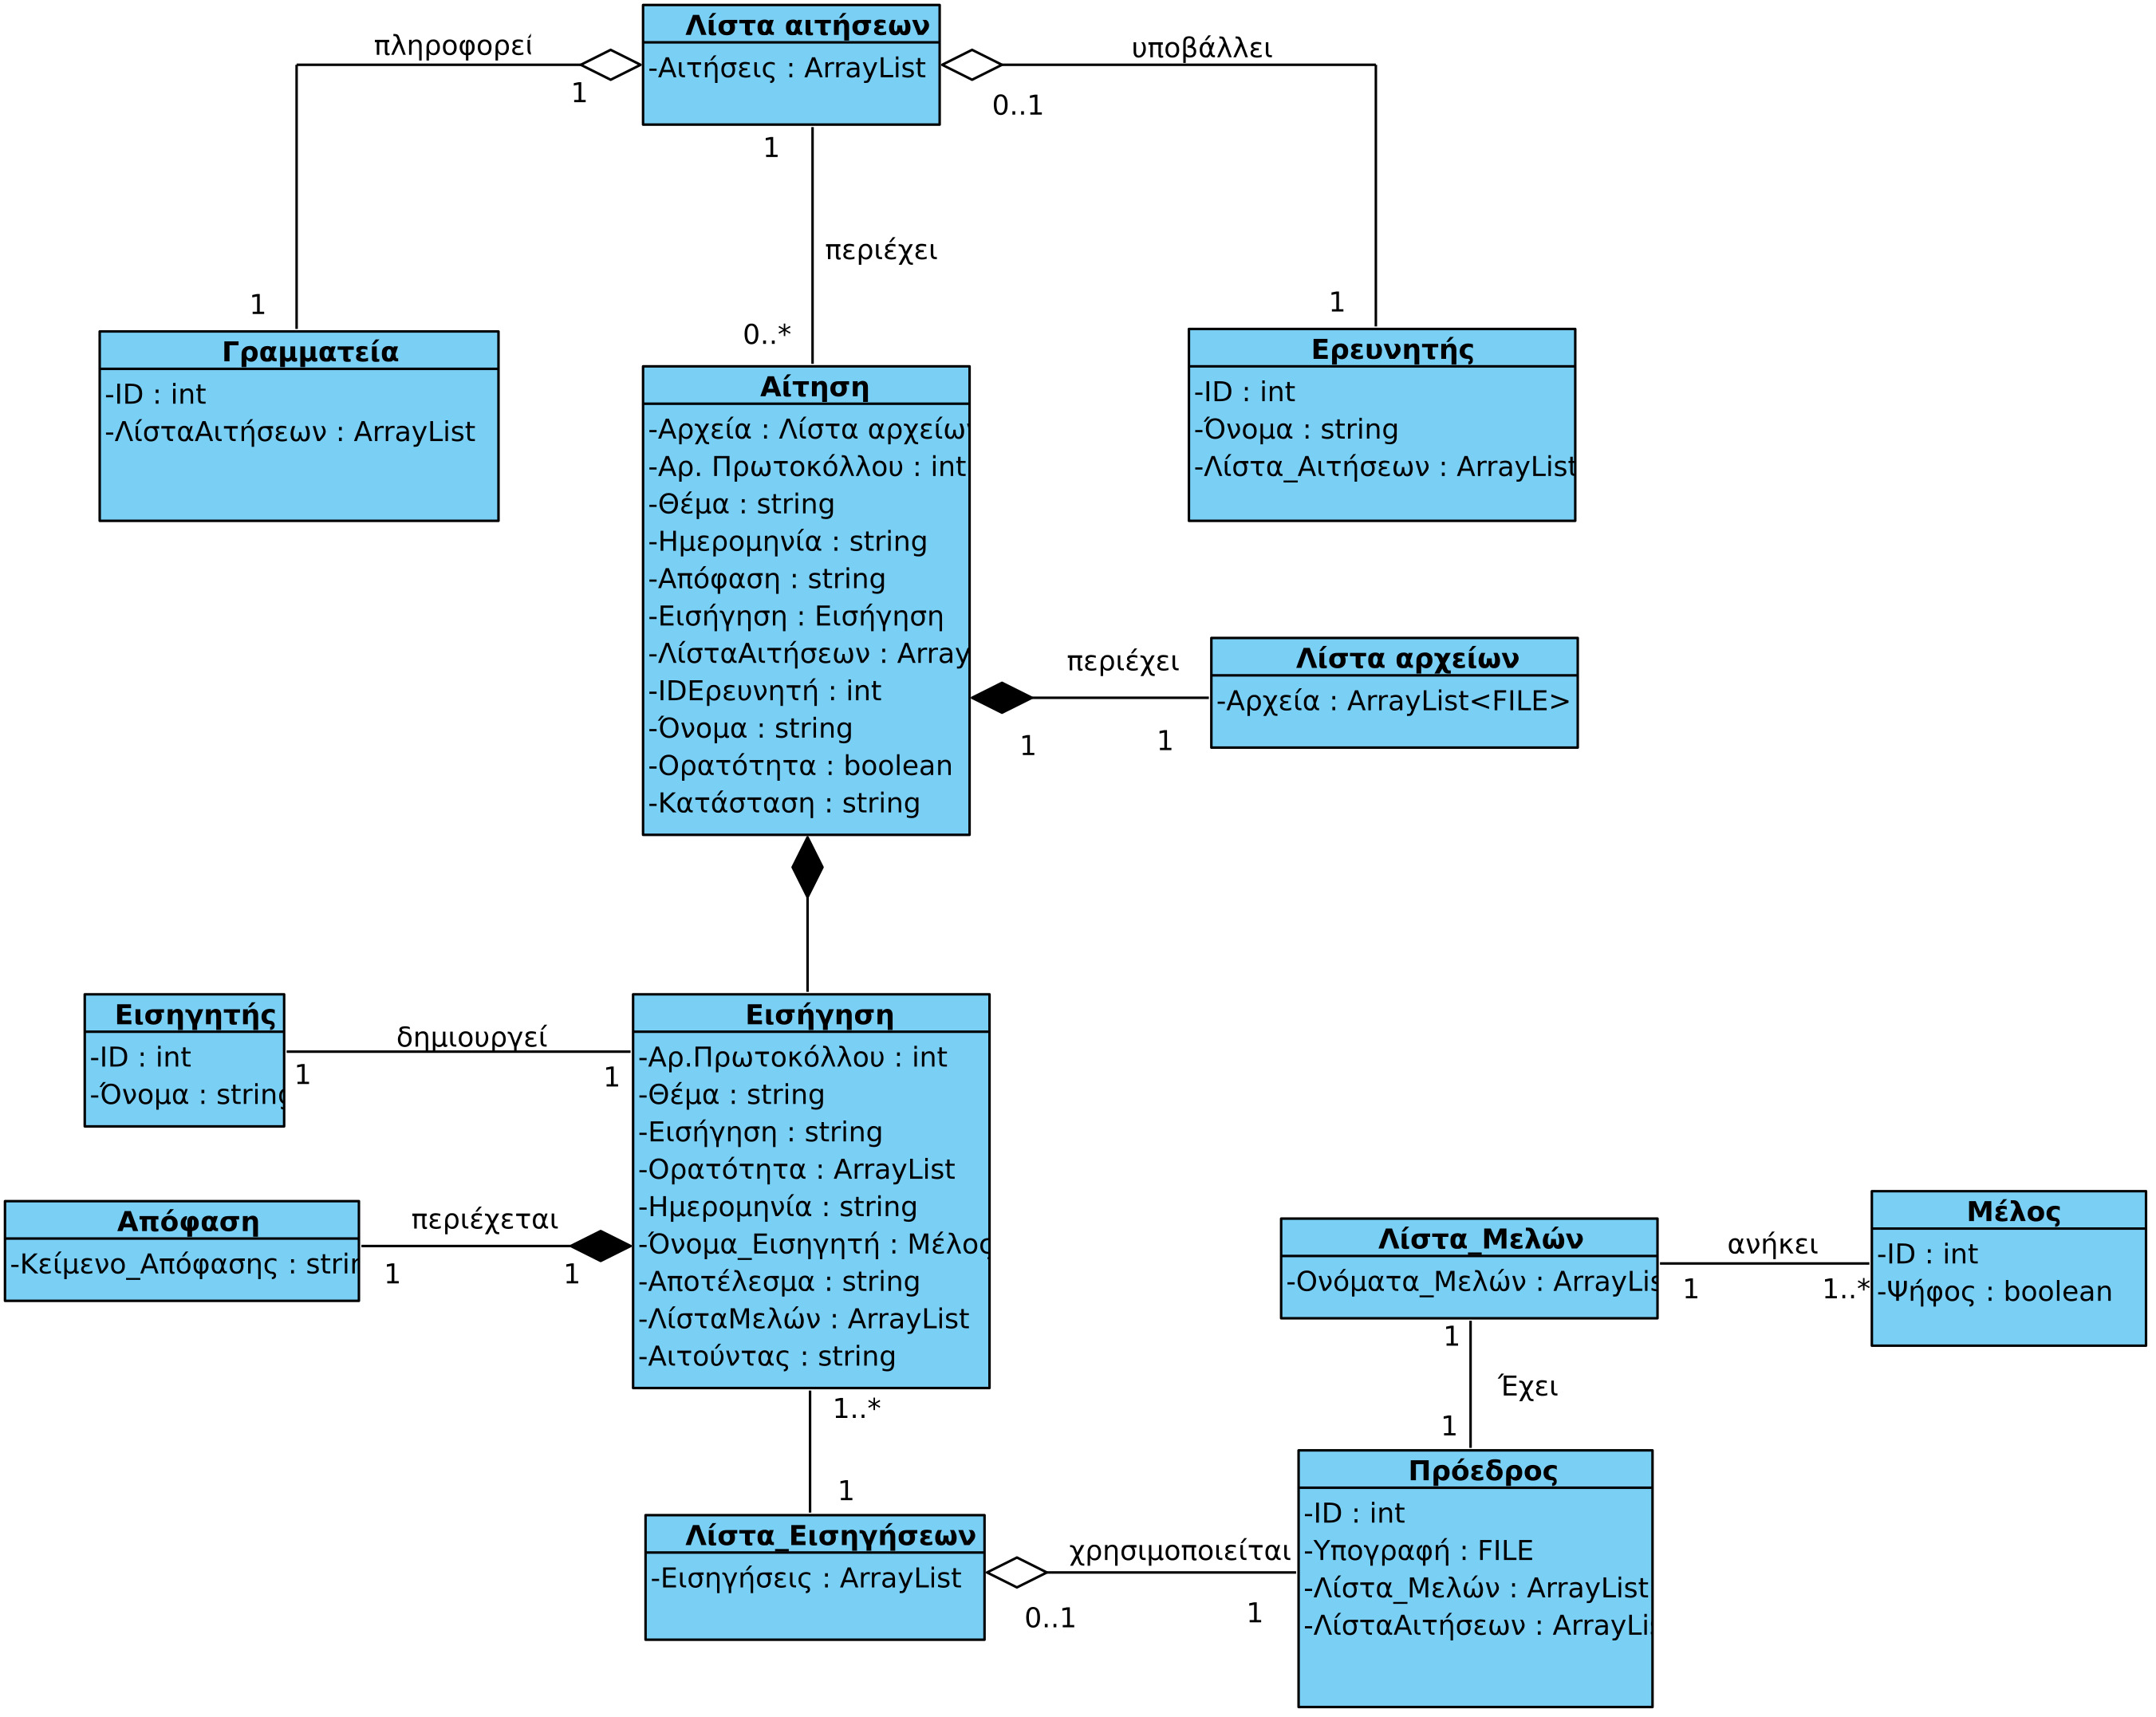 Λίστα αιτήσεων
-Αιτήσεις : ArrayList
πληροφορεί
1
υποβάλλει
0..1
1
περιέχει
0..*
1
Γραμματεία
-ID : int
-ΛίσταΑιτήσεων : ArrayList
1
Ερευνητής
-ID : int
-Όνομα : string
-Λίστα_Αιτήσεων : ArrayList
Αίτηση
-Αρχεία : Λίστα αρχείων
-Αρ. Πρωτοκόλλου : int
-Θέμα : string
-Ημερομηνία : string
-Απόφαση : string
-Εισήγηση : Εισήγηση
-ΛίσταΑιτήσεων : Array
-IDΕρευνητή : int
-Όνομα : string
-Ορατότητα : boolean
-Κατάσταση : string
περιέχει
1
1
Λίστα αρχείων
-Αρχεία : ArrayList<FILE>
Εισηγητής
-ID : int
-Όνομα : string
δημιουργεί
1
1
Εισήγηση
-Αρ.Πρωτοκόλλου : int
-Θέμα : string
-Εισήγηση : string
-Ορατότητα : ArrayList
-Ημερομηνία : string
-Όνομα_Εισηγητή : Μέλος
-Αποτέλεσμα : string
-ΛίσταΜελών : ArrayList
-Αιτούντας : string
Απόφαση
-Κείμενο_Απόφασης : strin
περιέχεται
1
1
Λίστα_Μελών
-Ονόματα_Μελών : ArrayLis
ανήκει
1
1..*
Μέλος
-ID : int
-Ψήφος : boolean
1
Έχει
1
1..*
1
Λίστα_Εισηγήσεων
-Εισηγήσεις : ArrayList
χρησιμοποιείται
0..1
1
Πρόεδρος
-ID : int
-Υπογραφή : FILE
-Λίστα_Μελών : ArrayList
-ΛίσταΑιτήσεων : ArrayLi